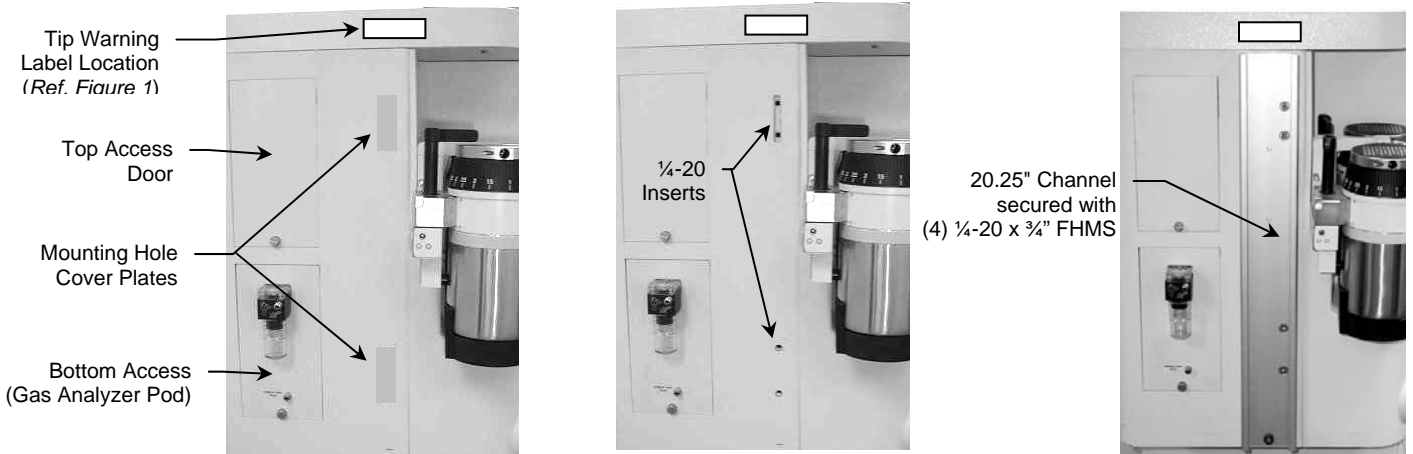 Tip Warning
Label Location
(Ref. Figure 1)
Top Access
Door
Mounting Hole
Cover Plates
Bottom Access
(Gas Analyzer Pod)
¼-20
Inserts
20.25" Channel
secured with
(4) ¼-20 x ¾” FHMS